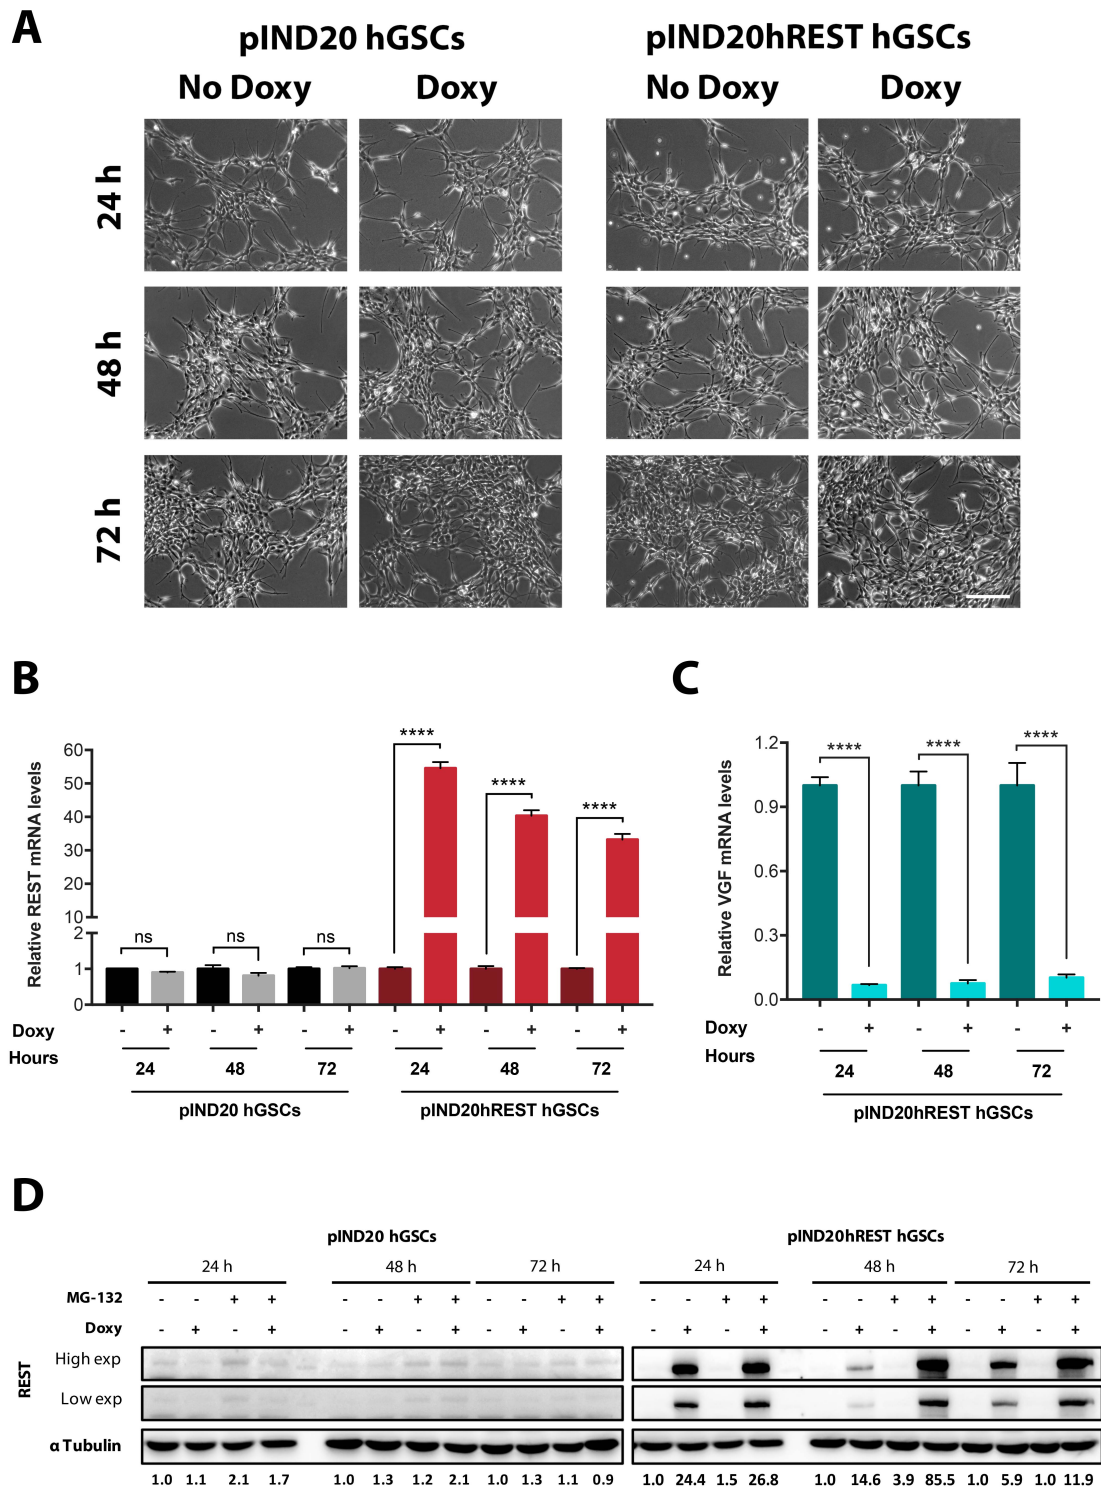 A
pIND20 hGSCs pIND20hREST hGSCs
No Doxy Doxy No Doxy Doxy
24 h
48 h
72 h
B
Relative REST mRNA levels
60
50
40
30
20
10
2
1
0
ns ns ns **** **** ****
Doxy - + - + - + - + - + - +
Hours 24 48 72 24 48 72
pIND20 hGSCs pIND20hREST hGSCs
C
Relative VGF mRNA levels
1.2
0.9
0.6
0.3
0.0
**** **** ****
Doxy - + - + - +
Hours 24 48 72
pIND20hREST hGSCs
D
pIND20 hGSCs pIND20hREST hGSCs
24 h 48 h 72 h 24 h 48 h 72 h
MG-132 - - + + - - + + - - + + - - + + - - + + - - + +
Doxy - + - + - + - + - + - + - + - + - + - + - + - +
REST
High exp
Low exp
α Tubulin
1.0 1.1 2.1 1.7 1.0 1.3 1.2 2.1 1.0 1.3 1.1 0.9 1.0 24.4 1.5 26.8 1.0 14.6 3.9 85.5 1.0 5.9 1.0 11.9